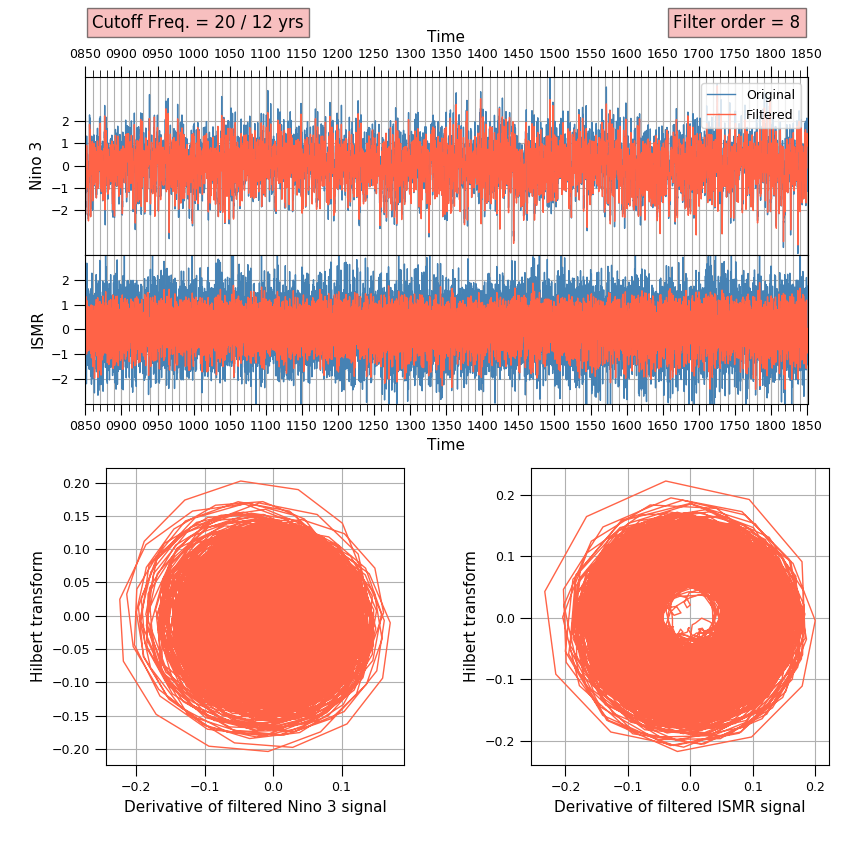 Cutoff Freq. = 20 / 12 yrs
Filter order = 8
Time
0850 0900 0950 1000 1050 1100 1150 1200 1250 1300 1350 1400 1450 1500 1550 1600 1650 1700 1750 1800 1850
Original
Filtered
Nino 3
2
1
0
−1
−2
ISMR
2
1
0
−1
−2
0850 0900 0950 1000 1050 1100 1150 1200 1250 1300 1350 1400 1450 1500 1550 1600 1650 1700 1750 1800 1850
Time
Hilbert transform
0.20
0.15
0.10
0.05
0.00
−0.05
−0.10
−0.15
−0.20
−0.2 −0.1 0.0 0.1
Derivative of filtered Nino 3 signal
Hilbert transform
0.2
0.1
0.0
−0.1
−0.2
−0.2 −0.1 0.0 0.1 0.2
Derivative of filtered ISMR signal